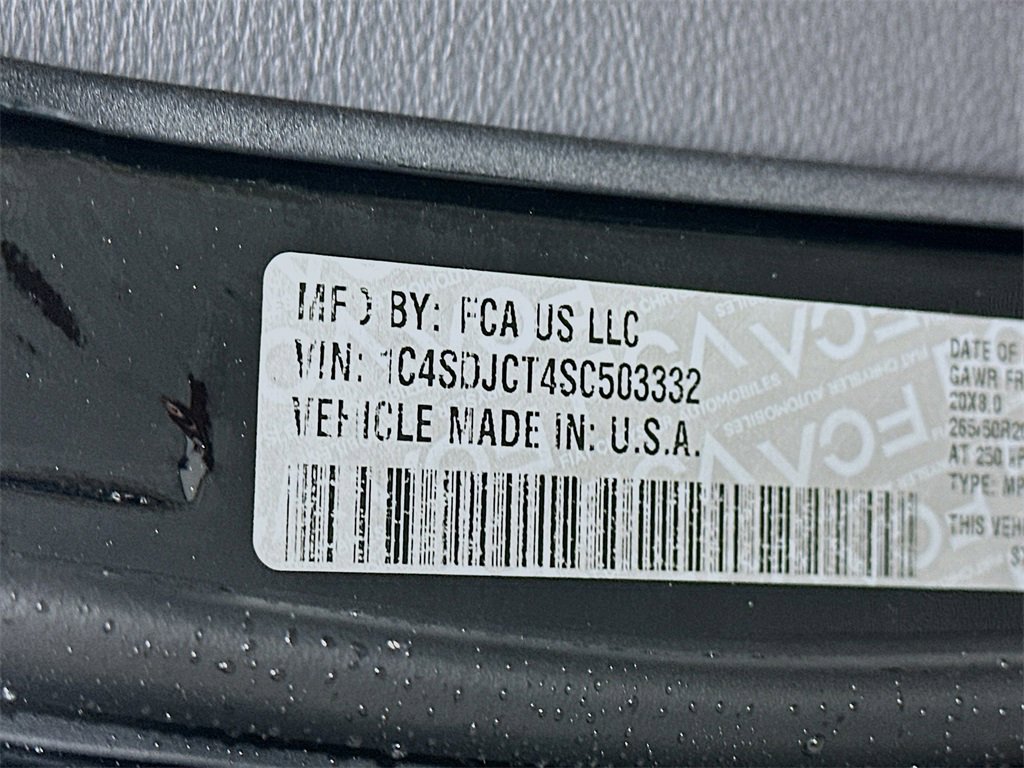 MFD BY: FCA US LLC
VIN: 1C4SDJCT4SC503332
VEHICLE MADE IN: U.S.A.
DATE OF
GAWR FR
20X8.0
265/50R20
AT 250
TYPE: MP
THIS VEH